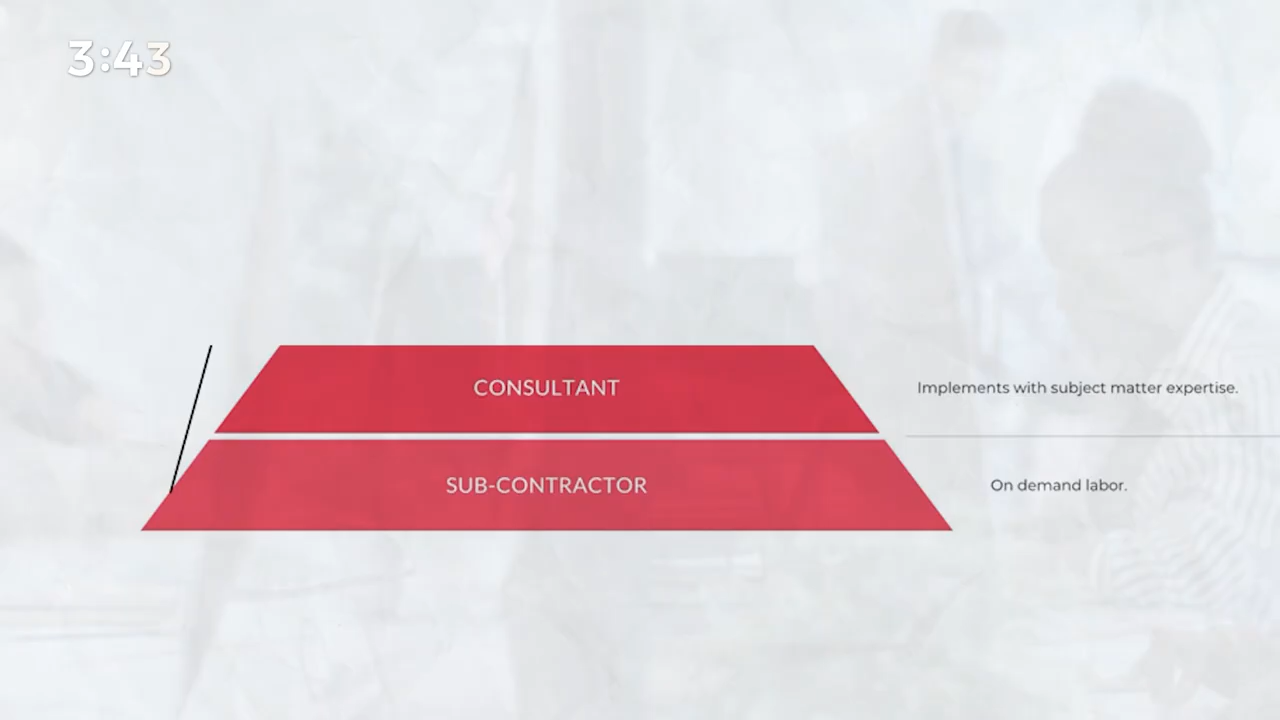 3:43
CONSULTANT
Implements with subject matter expertise.
SUB-CONTRACTOR
On demand labor.